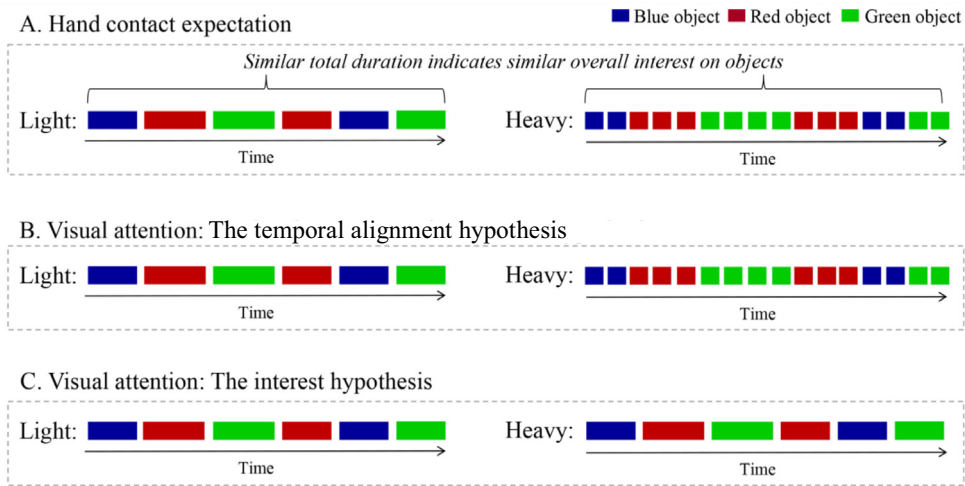 A. Hand contact expectation
Blue object Red object Green object
Similar total duration indicates similar overall interest on objects
Light: Heavy:
Time Time
B. Visual attention: The temporal alignment hypothesis
Light: Heavy:
Time Time
C. Visual attention: The interest hypothesis
Light: Heavy:
Time Time